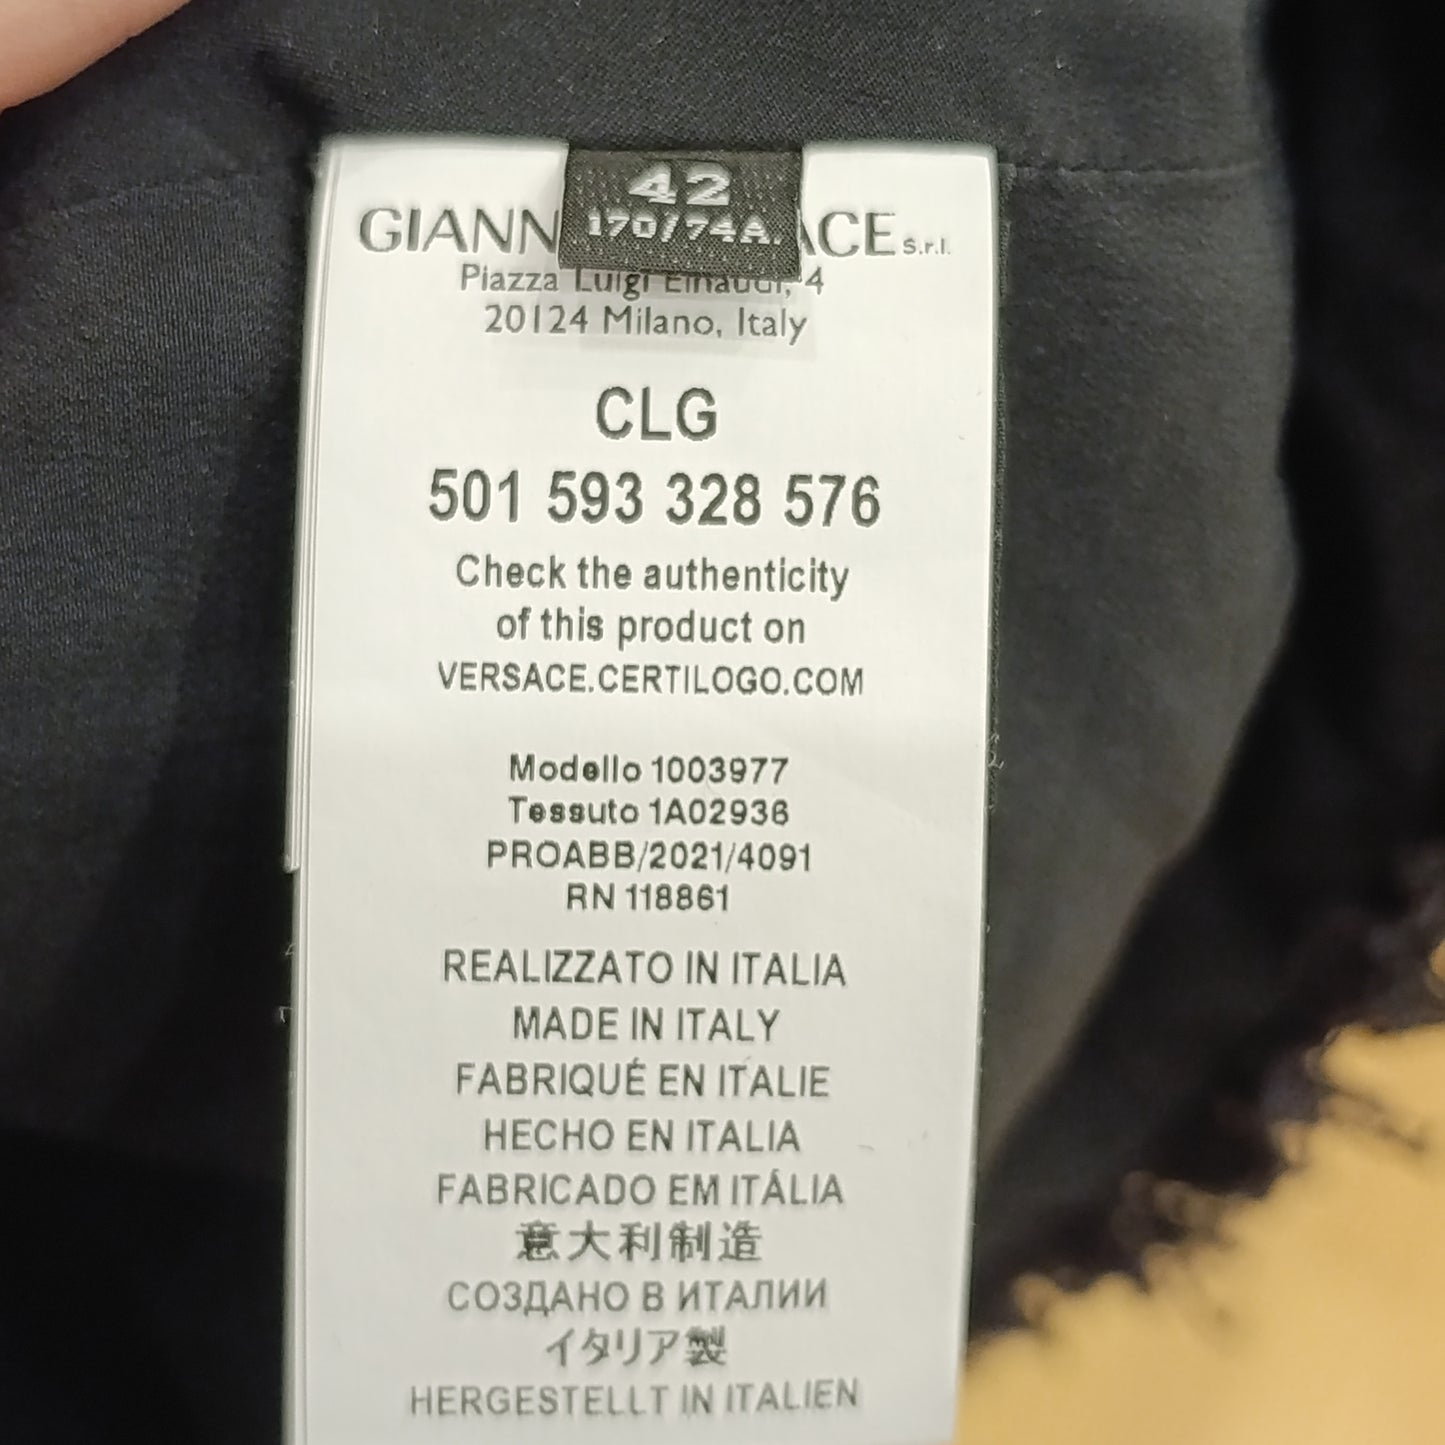 42
170/74A.
GIANN ACE s.r.l.
Piazza Luigi Einaudi, 4
20124 Milano, Italy
CLG
501 593 328 576
Check the authenticity
of this product on
VERSACE.CERTILOGO.COM
Modello 1003977
Tessuto 1A02936
PROABB/2021/4091
RN 118861
REALIZZATO IN ITALIA
MADE IN ITALY
FABRIQUÉ EN ITALIE
HECHO EN ITALIA
FABRICADO EM ITÁLIA
意大利制造
СОЗДАНО В ИТАЛИИ
イタリア製
HERGESTELLT IN ITALIEN